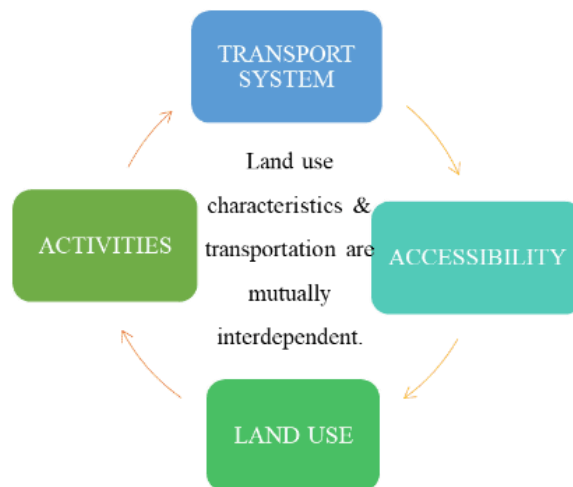 TRANSPORT
SYSTEM
Land use
characteristics &
transportation are
mutually
interdependent.
ACTIVITIES
ACCESSIBILITY
LAND USE